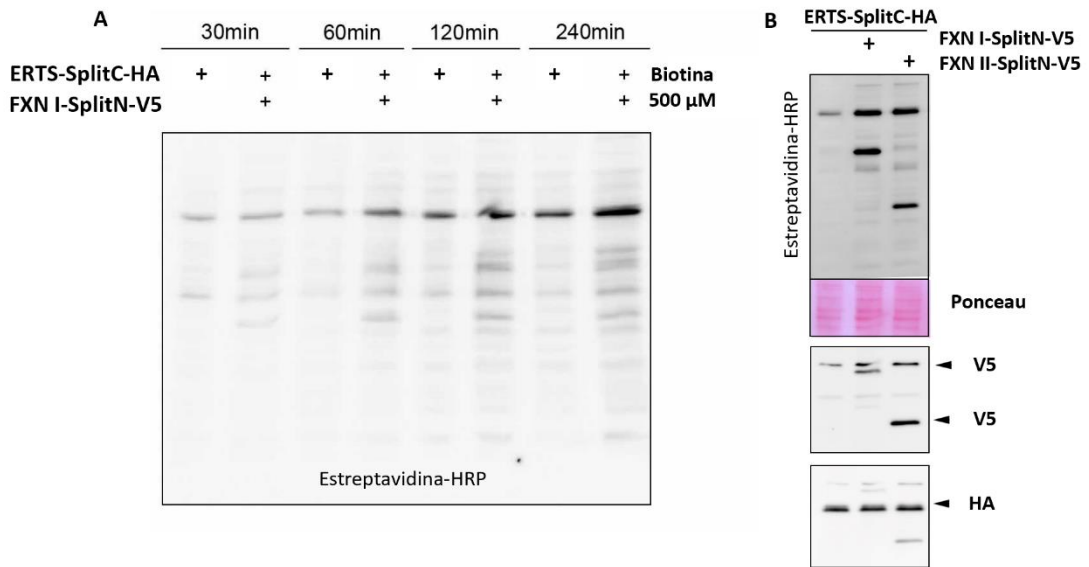 A
30min 60min 120min 240min
ERTS-SplitC-HA + + + + + + + + Biotina
FXN I-SplitN-V5 + + + + 500 µM
Estreptavidina-HRP
B
ERTS-SplitC-HA
+ FXN I-SplitN-V5
+ FXN II-SplitN-V5
Estreptavidina-HRP
Ponceau
V5
V5
HA